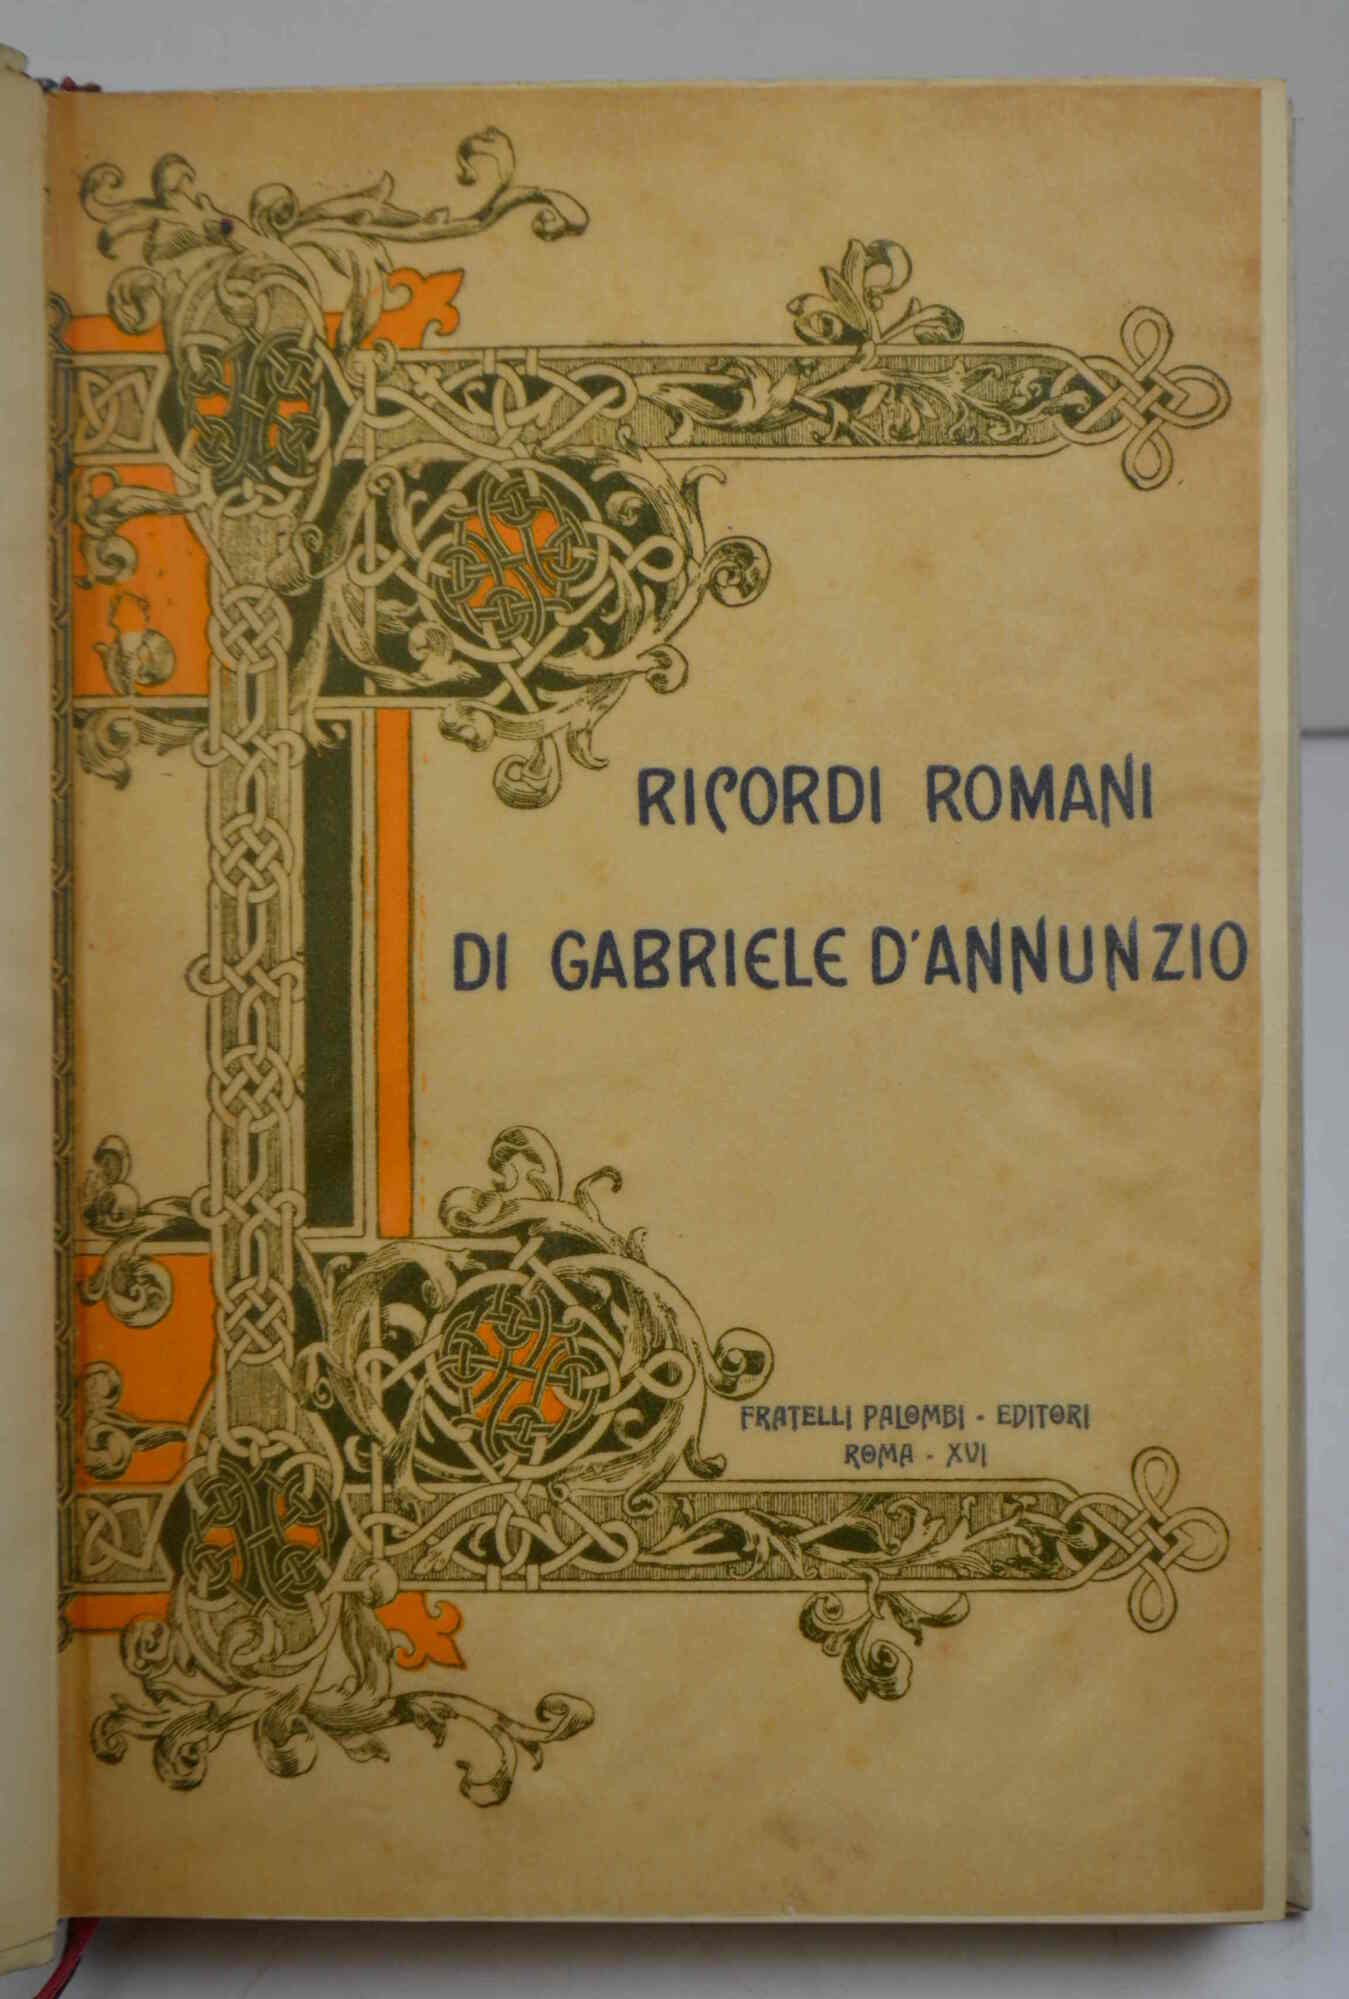 RICORDI ROMANI
DI GABRIELE D'ANNUNZIO
FRATELLI PALOMBI - EDITORI
ROMA - XVI